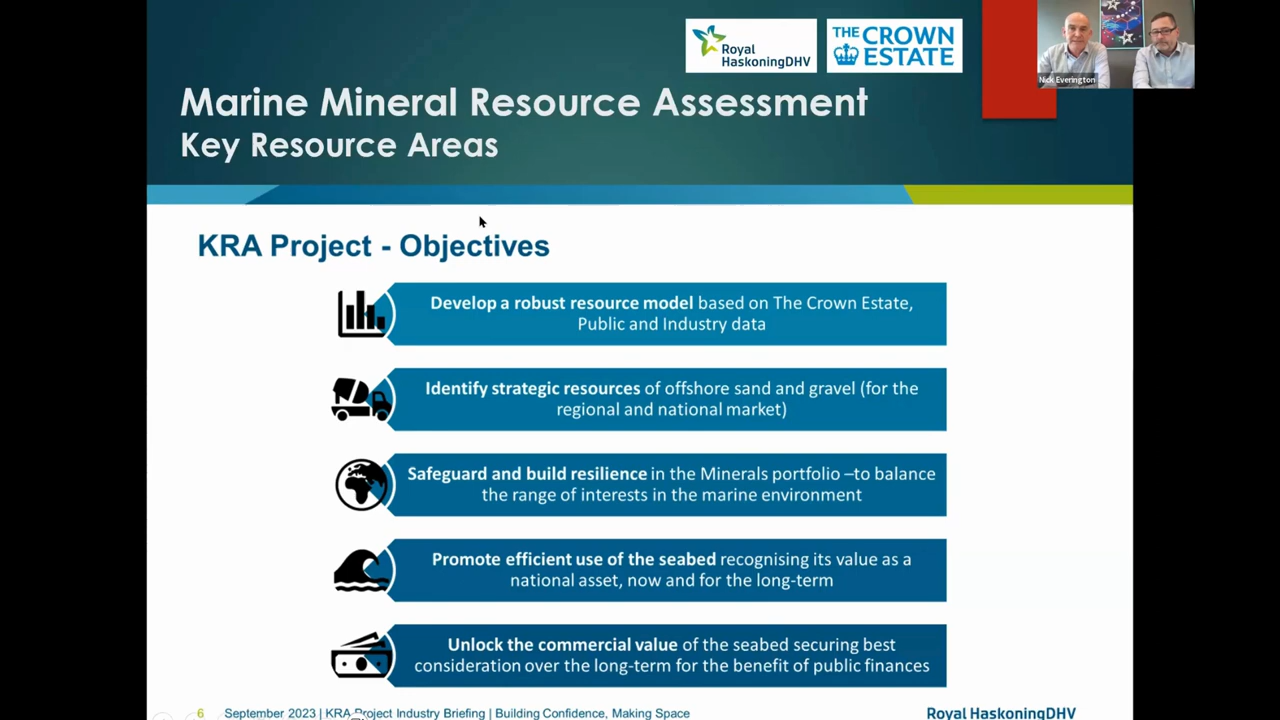 Royal
HaskoningDHV
THE CROWN
ESTATE
Nick Everington
Marine Mineral Resource Assessment
Key Resource Areas
KRA Project - Objectives
Develop a robust resource model based on The Crown Estate,
Public and Industry data
Identify strategic resources of offshore sand and gravel (for the
regional and national market)
Safeguard and build resilience in the Minerals portfolio –to balance
the range of interests in the marine environment
Promote efficient use of the seabed recognising its value as a
national asset, now and for the long-term
Unlock the commercial value of the seabed securing best
consideration over the long-term for the benefit of public finances
6 September 2023 | KRA Project Industry Briefing | Building Confidence, Making Space
Royal HaskoningDHV